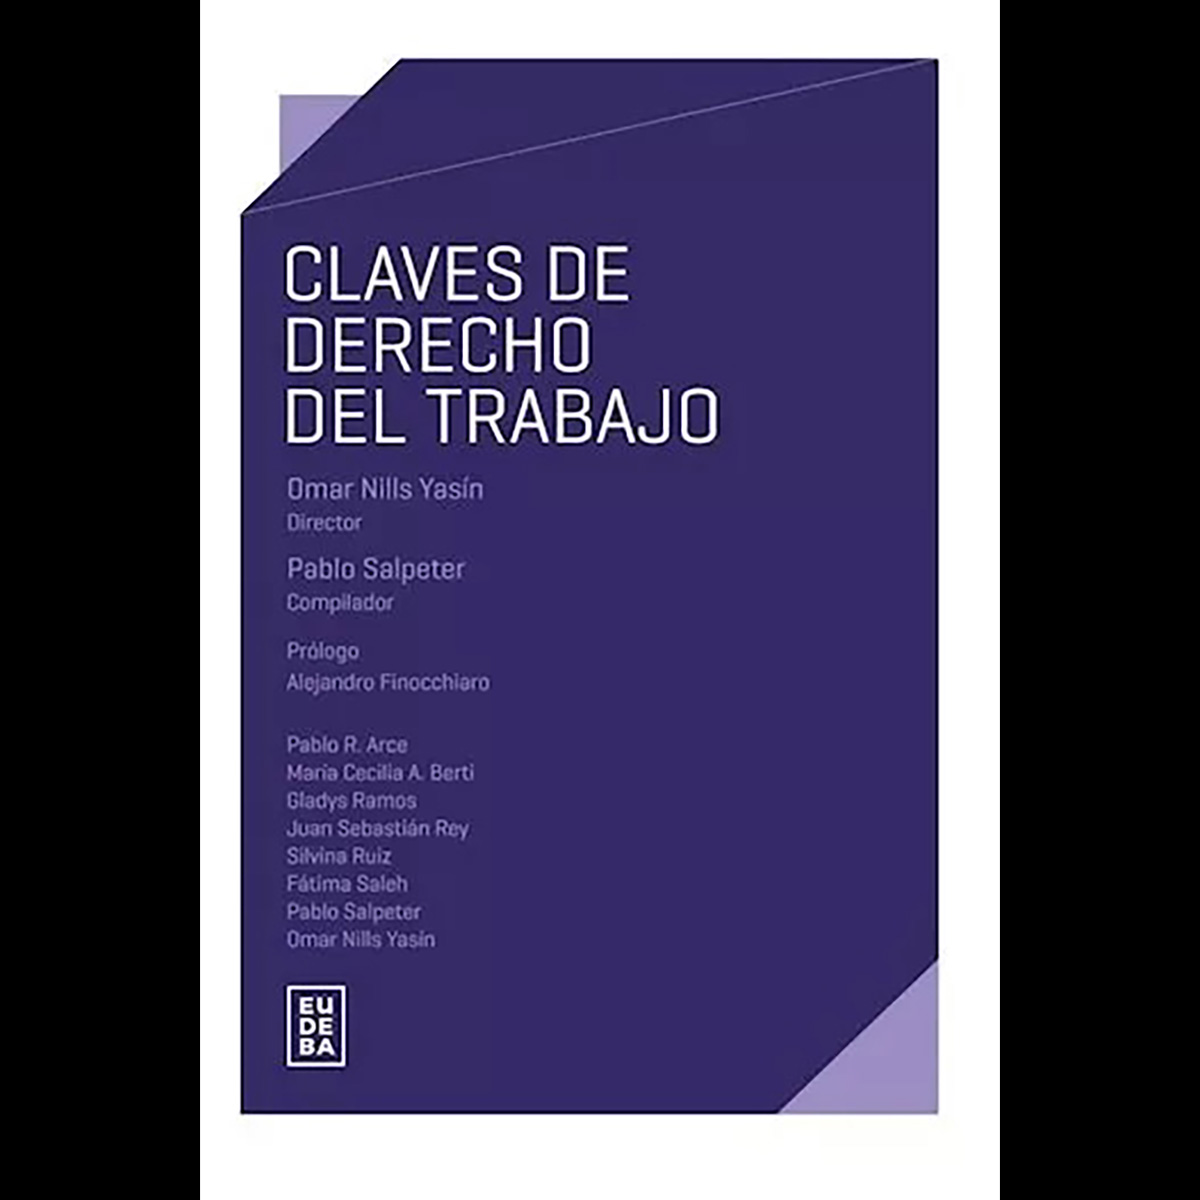 CLAVES DE
DERECHO
DEL TRABAJO
Omar Nills Yasín
Director
Pablo Salpeter
Compilador
Prólogo
Alejandro Finocchiaro
Pablo R. Arce
María Cecilia A. Berti
Gladys Ramos
Juan Sebastián Rey
Silvina Ruiz
Fátima Saleh
Pablo Salpeter
Omar Nills Yasín
EU
DE
BA